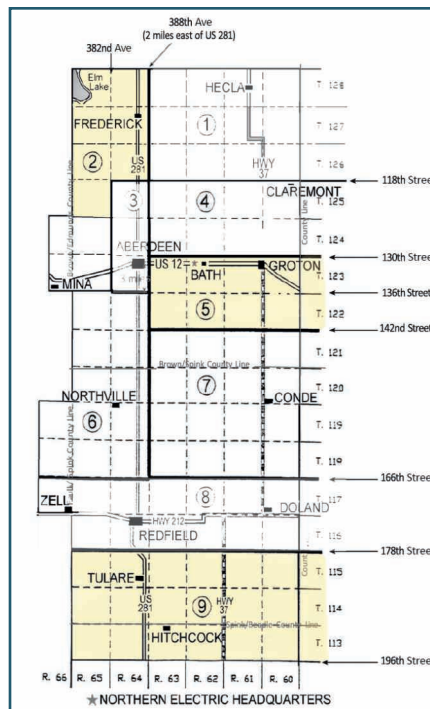 388th Ave
(2 miles east of US 281)
382nd Ave
Elm
Lake
HECLA
T. 128
FREDERICK
1
T. 127
2
US
281
HWY
37
T. 126
118th Street
3
4
CLAREMONT
T. 125
County Line
T. 124
ABERDEEN
130th Street
US 12
BATH
GROTON
T. 123
MINA
136th Street
5
T. 122
142nd Street
T. 121
Brown/Spink County Line
7
T. 120
NORTHVILLE
CONDE
6
T. 119
T. 119
166th Street
ZELL
8
T. 117
DOLAND
HWY 212
REDFIELD
T. 116
178th Street
TULARE
T. 115
US
281
9
HWY
37
T. 114
Spink/Beadle County Line
HITCHCOCK
T. 113
196th Street
R. 66 R. 65 R. 64 R. 63 R. 62 R. 61 R. 60
★NORTHERN ELECTRIC HEADQUARTERS